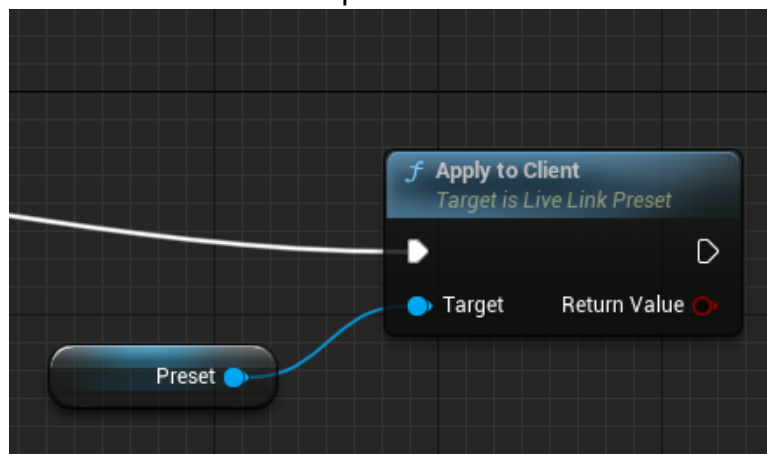 Apply to Client
Target is Live Link Preset
Target
Return Value
Preset